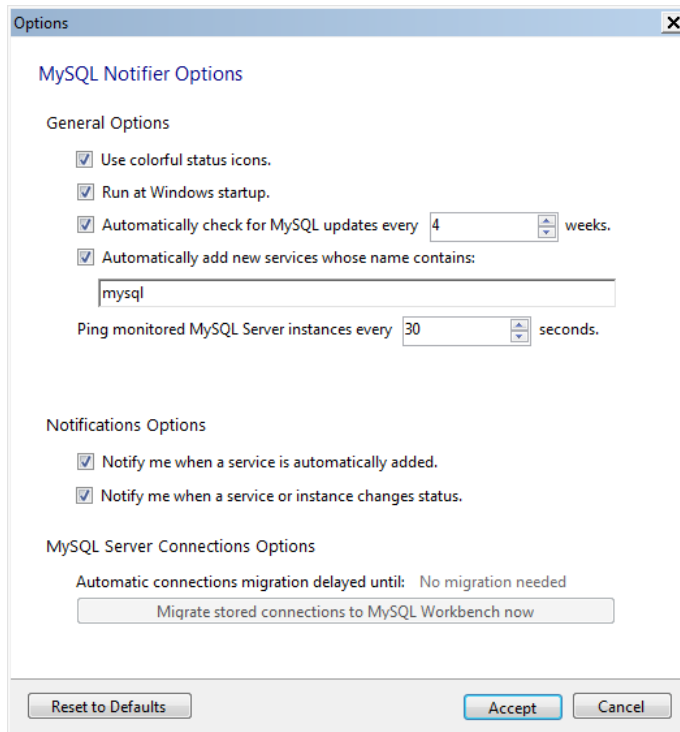 Options
MySQL Notifier Options
General Options
Use colorful status icons.
Run at Windows startup.
Automatically check for MySQL updates every 4 weeks.
Automatically add new services whose name contains:
mysql
Ping monitored MySQL Server instances every 30 seconds.
Notifications Options
Notify me when a service is automatically added.
Notify me when a service or instance changes status.
MySQL Server Connections Options
Automatic connections migration delayed until: No migration needed
Migrate stored connections to MySQL Workbench now
Reset to Defaults Accept Cancel